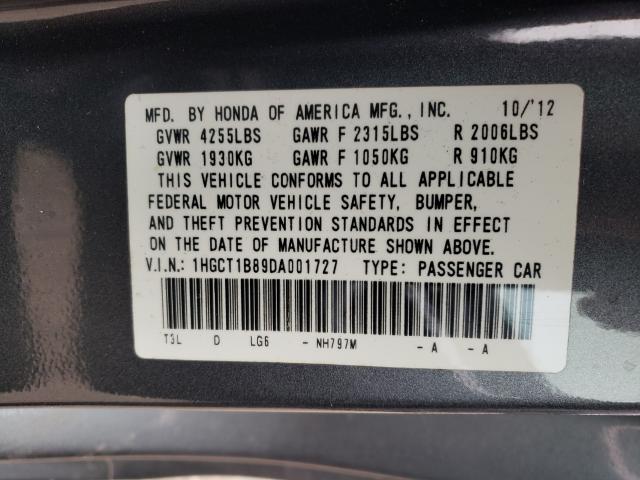 MFD. BY HONDA OF AMERICA MFG., INC. 10/'12
GVWR 4255LBS GAWR F 2315LBS R 2006LBS
GVWR 1930KG GAWR F 1050KG R 910KG
THIS VEHICLE CONFORMS TO ALL APPLICABLE
FEDERAL MOTOR VEHICLE SAFETY, BUMPER,
AND THEFT PREVENTION STANDARDS IN EFFECT
ON THE DATE OF MANUFACTURE SHOWN ABOVE.
V.I.N.: 1HGCT1B89DA001727 TYPE: PASSENGER CAR
T3L D LG6 - NH797M - A - A